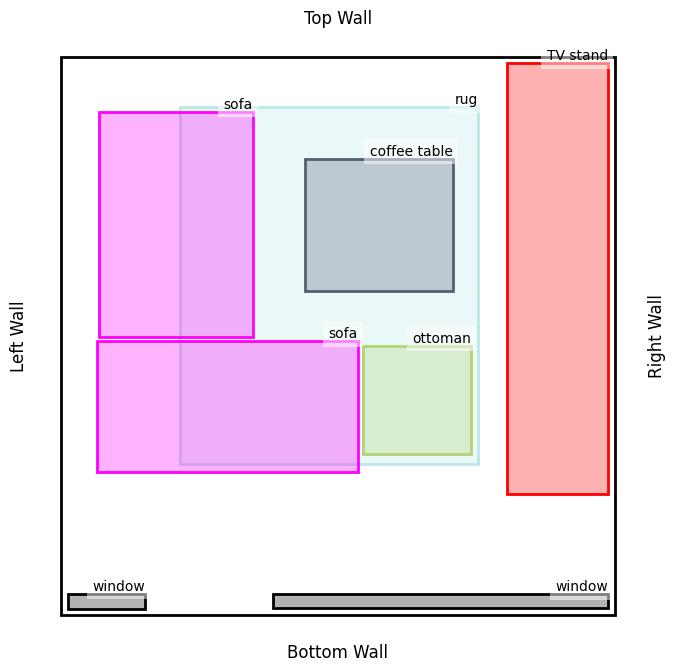 Top Wall
TV stand
sofa
rug
coffee table
Left Wall
Right Wall
sofa
ottoman
window
window
Bottom Wall